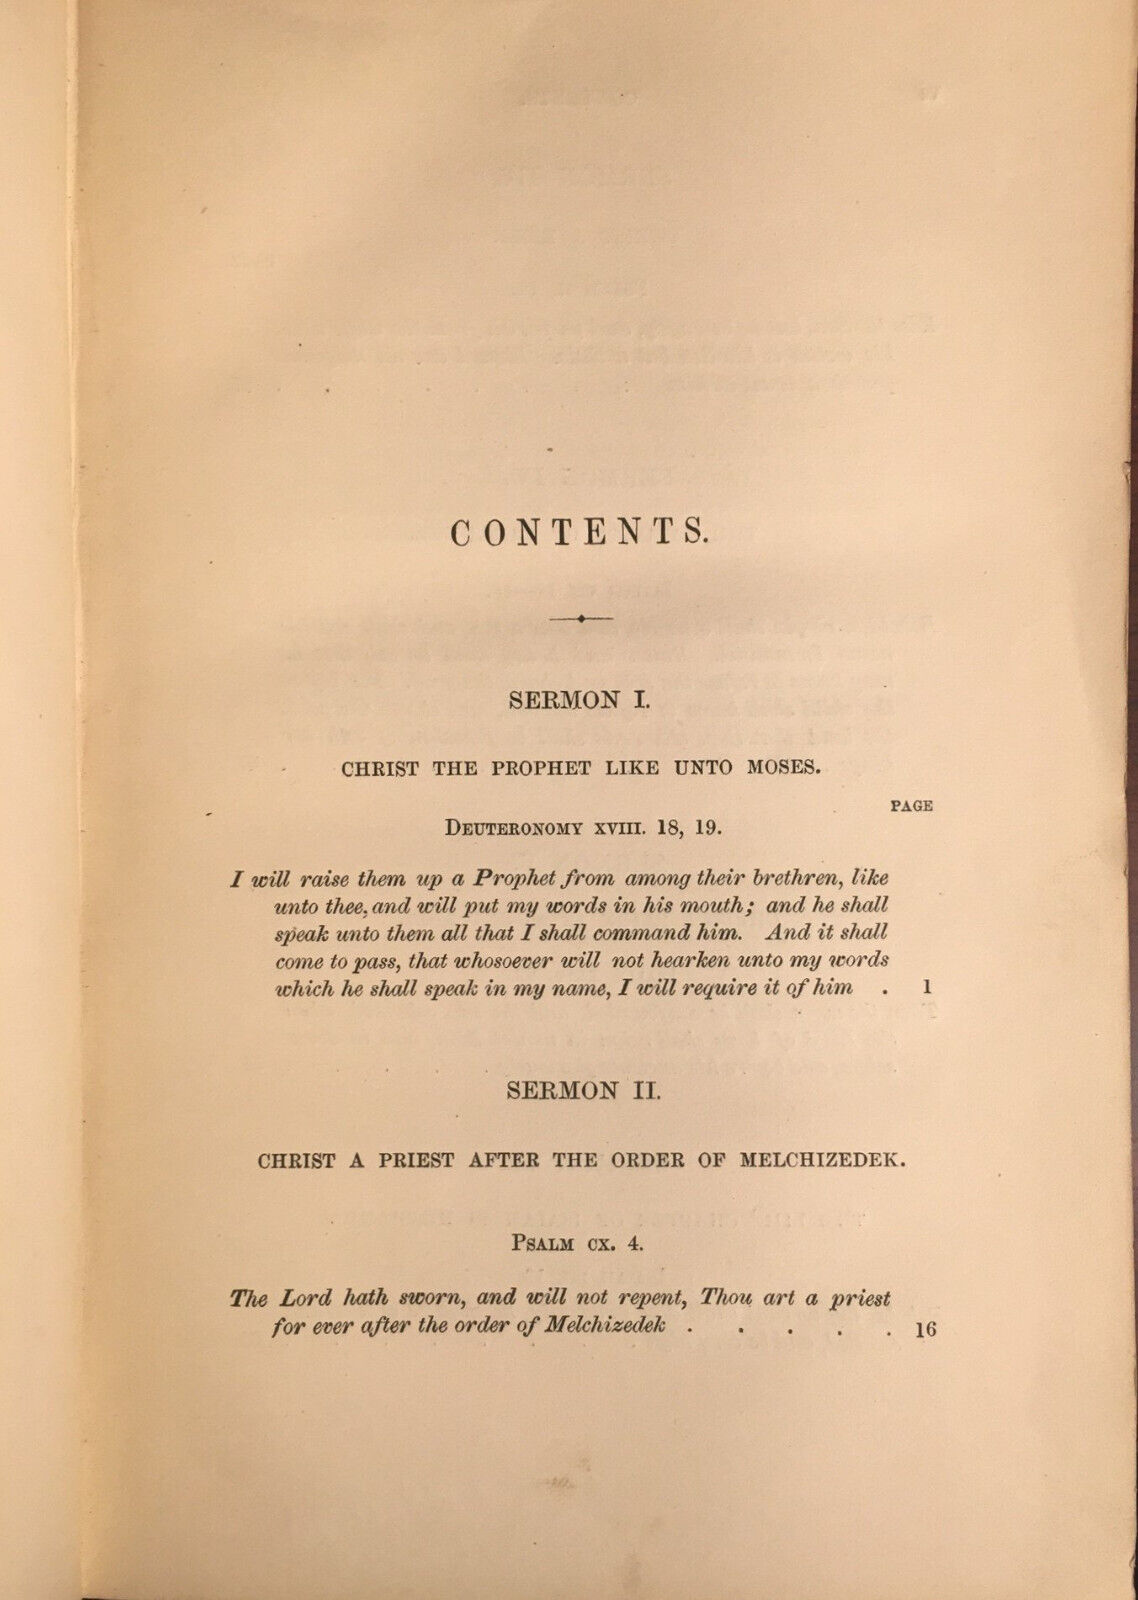 CONTENTS.
SERMON I.
CHRIST THE PROPHET LIKE UNTO MOSES.
PAGE
DEUTERONOMY XVIII. 18, 19.
I will raise them up a Prophet from among their brethren, like
unto thee, and will put my words in his mouth; and he shall
speak unto them all that I shall command him. And it shall
come to pass, that whosoever will not hearken unto my words
which he shall speak in my name, I will require it of him . 1
SERMON II.
CHRIST A PRIEST AFTER THE ORDER OF MELCHIZEDEK.
PSALM CX. 4.
The Lord hath sworn, and will not repent, Thou art a priest
for ever after the order of Melchizedek . . . . . 16